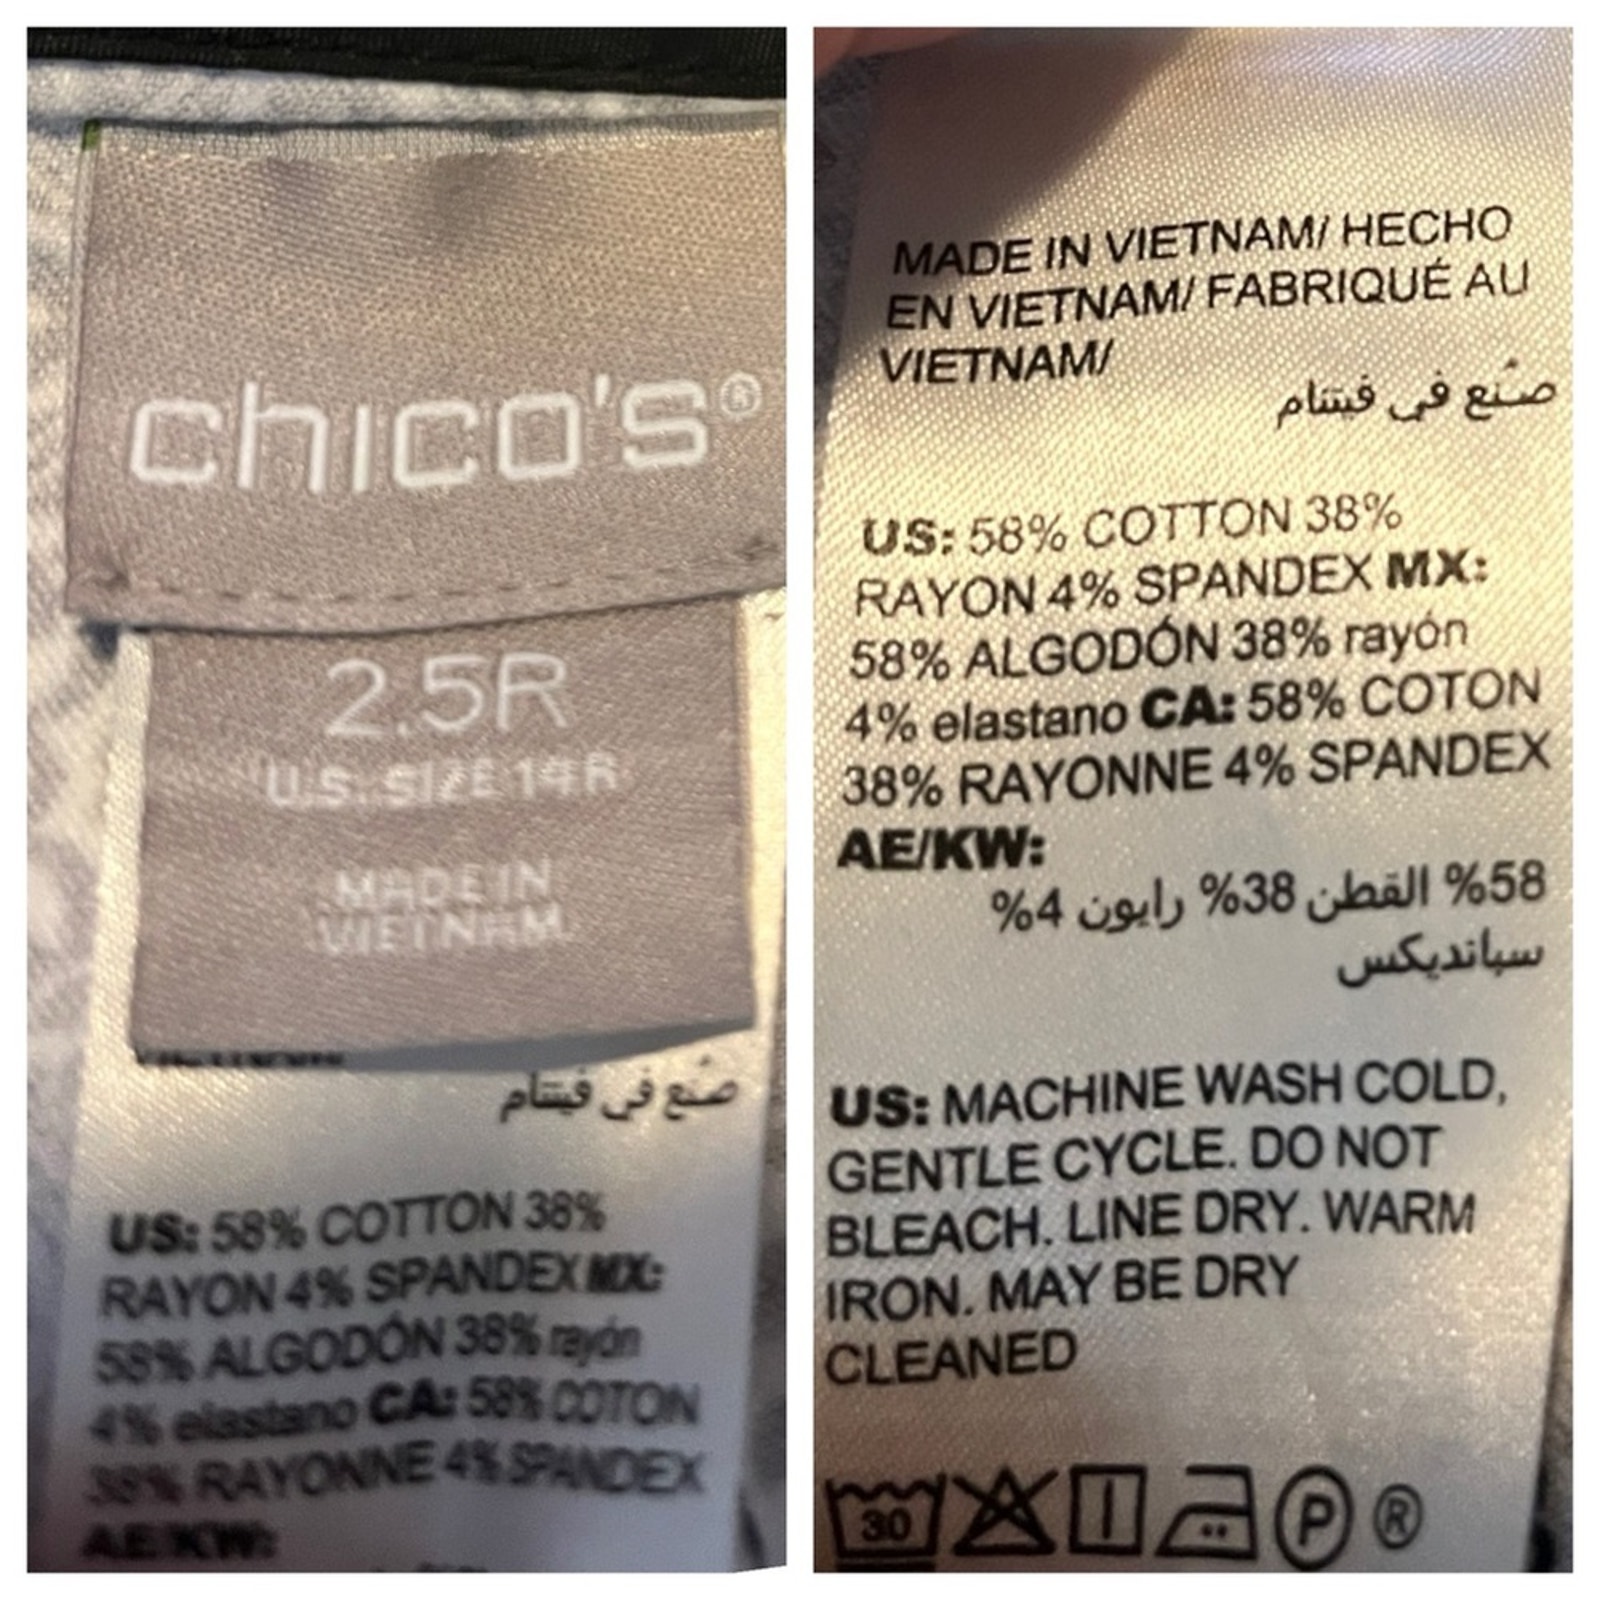 chico's®
2.5R
U.S. SIZE 14R
MADE IN
VIETNAM
صُنع في فيتنام
US: 58% COTTON 38%
RAYON 4% SPANDEX MX:
58% ALGODÓN 38% rayón
4% elastano CA: 58% COTON
38% RAYONNE 4% SPANDEX
AE/KW:
MADE IN VIETNAM/ HECHO
EN VIETNAM/ FABRIQUÉ AU
VIETNAM/
صُنع في فيتنام
US: 58% COTTON 38%
RAYON 4% SPANDEX MX:
58% ALGODÓN 38% rayón
4% elastano CA: 58% COTON
38% RAYONNE 4% SPANDEX
AE/KW:
58% القطن 38% رايون 4%
سبانديكس
US: MACHINE WASH COLD,
GENTLE CYCLE. DO NOT
BLEACH. LINE DRY. WARM
IRON. MAY BE DRY
CLEANED
30 P ®